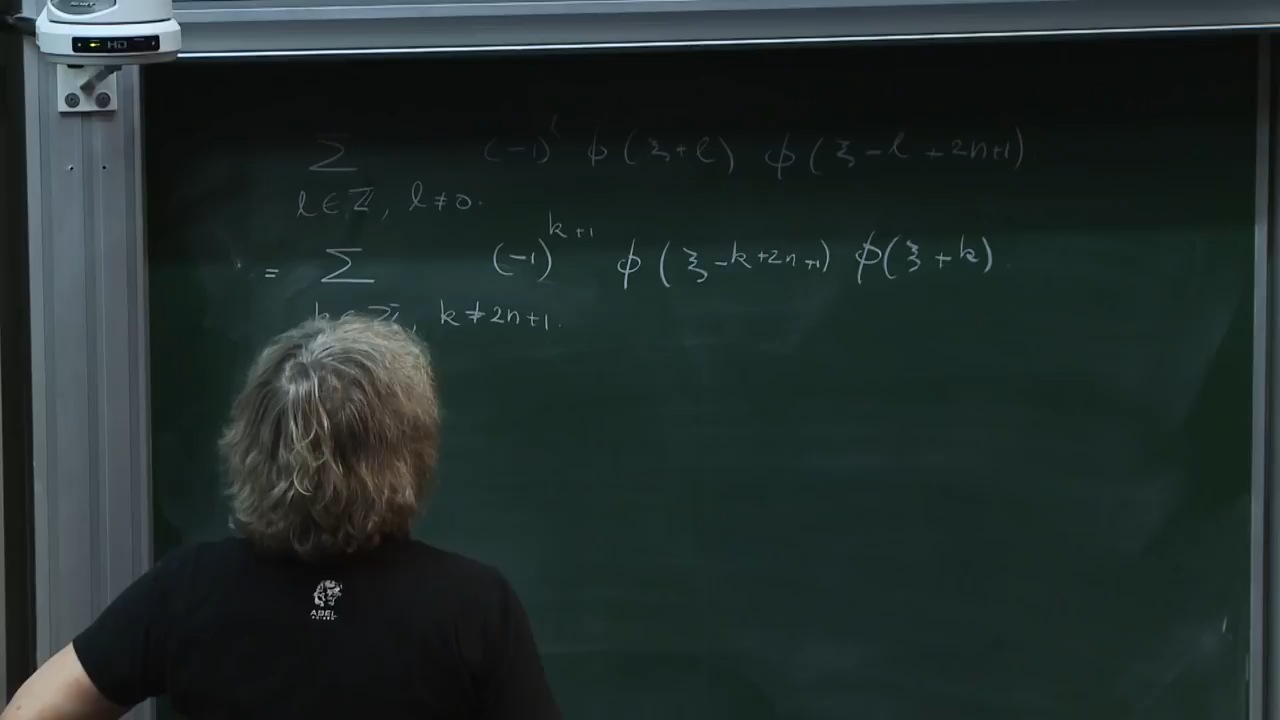 HD
∑ (-1)^l ϕ(ξ+l) ϕ(ξ-l+2n+1)
l∈ℤ, l≠0.
= ∑ (-1)^{k+1} ϕ(ξ-k+2n+1) ϕ(ξ+k).
k∈ℤ, k≠2n+1.
ABEL